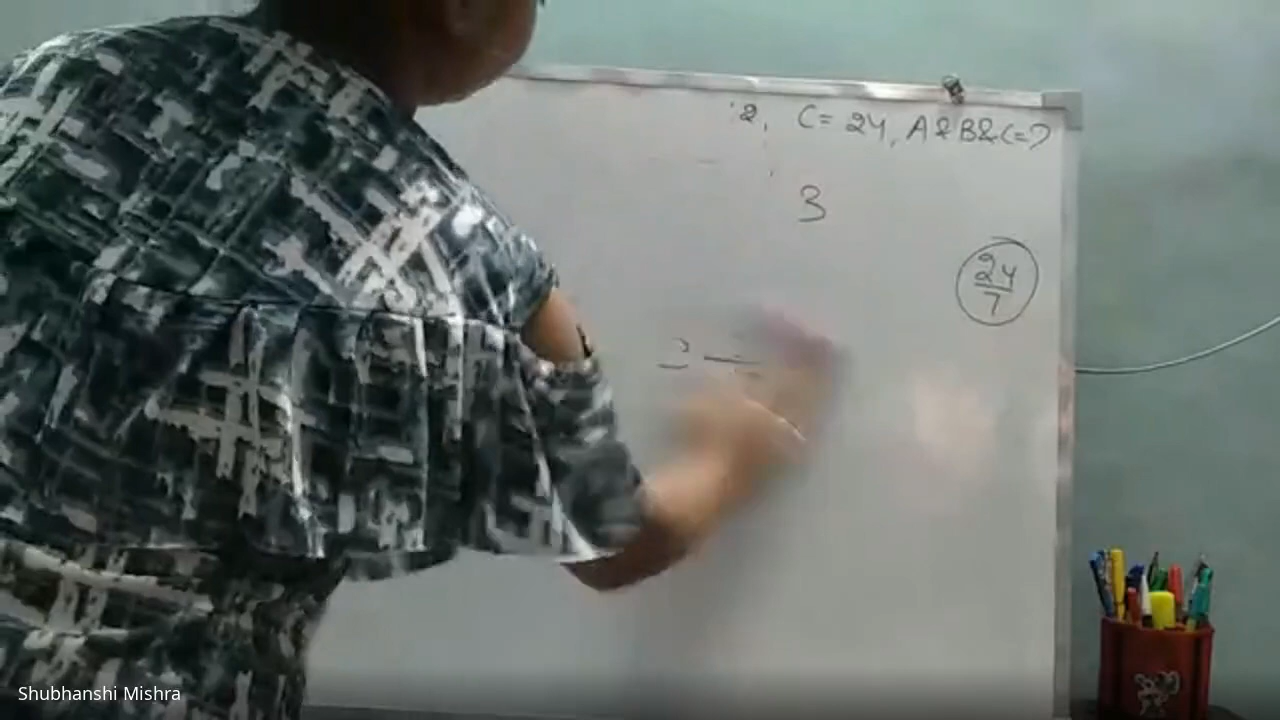 2, C = 24, A & B & C = ?
3
24
7
Shubhanshi Mishra